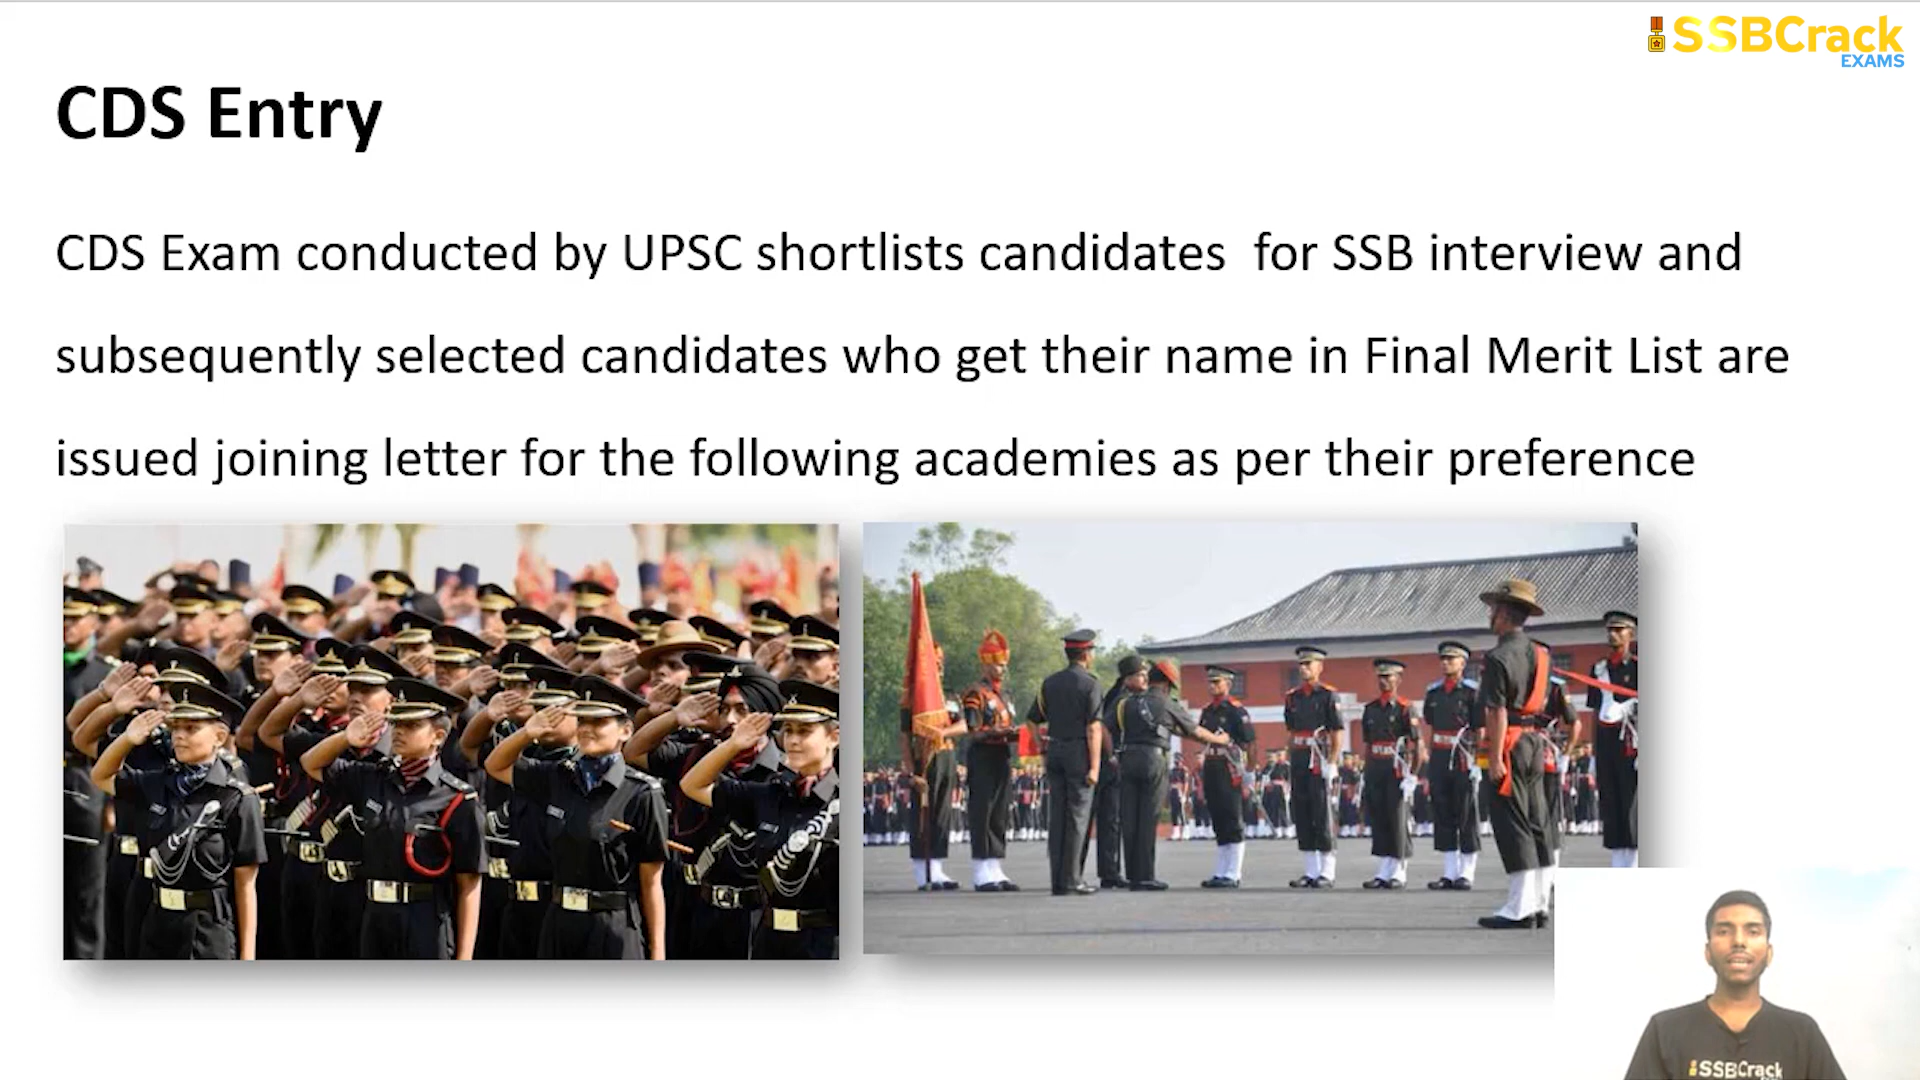 SSBCrack
EXAMS
CDS Entry
CDS Exam conducted by UPSC shortlists candidates  for SSB interview and
subsequently selected candidates who get their name in Final Merit List are
issued joining letter for the following academies as per their preference
SSBCrack